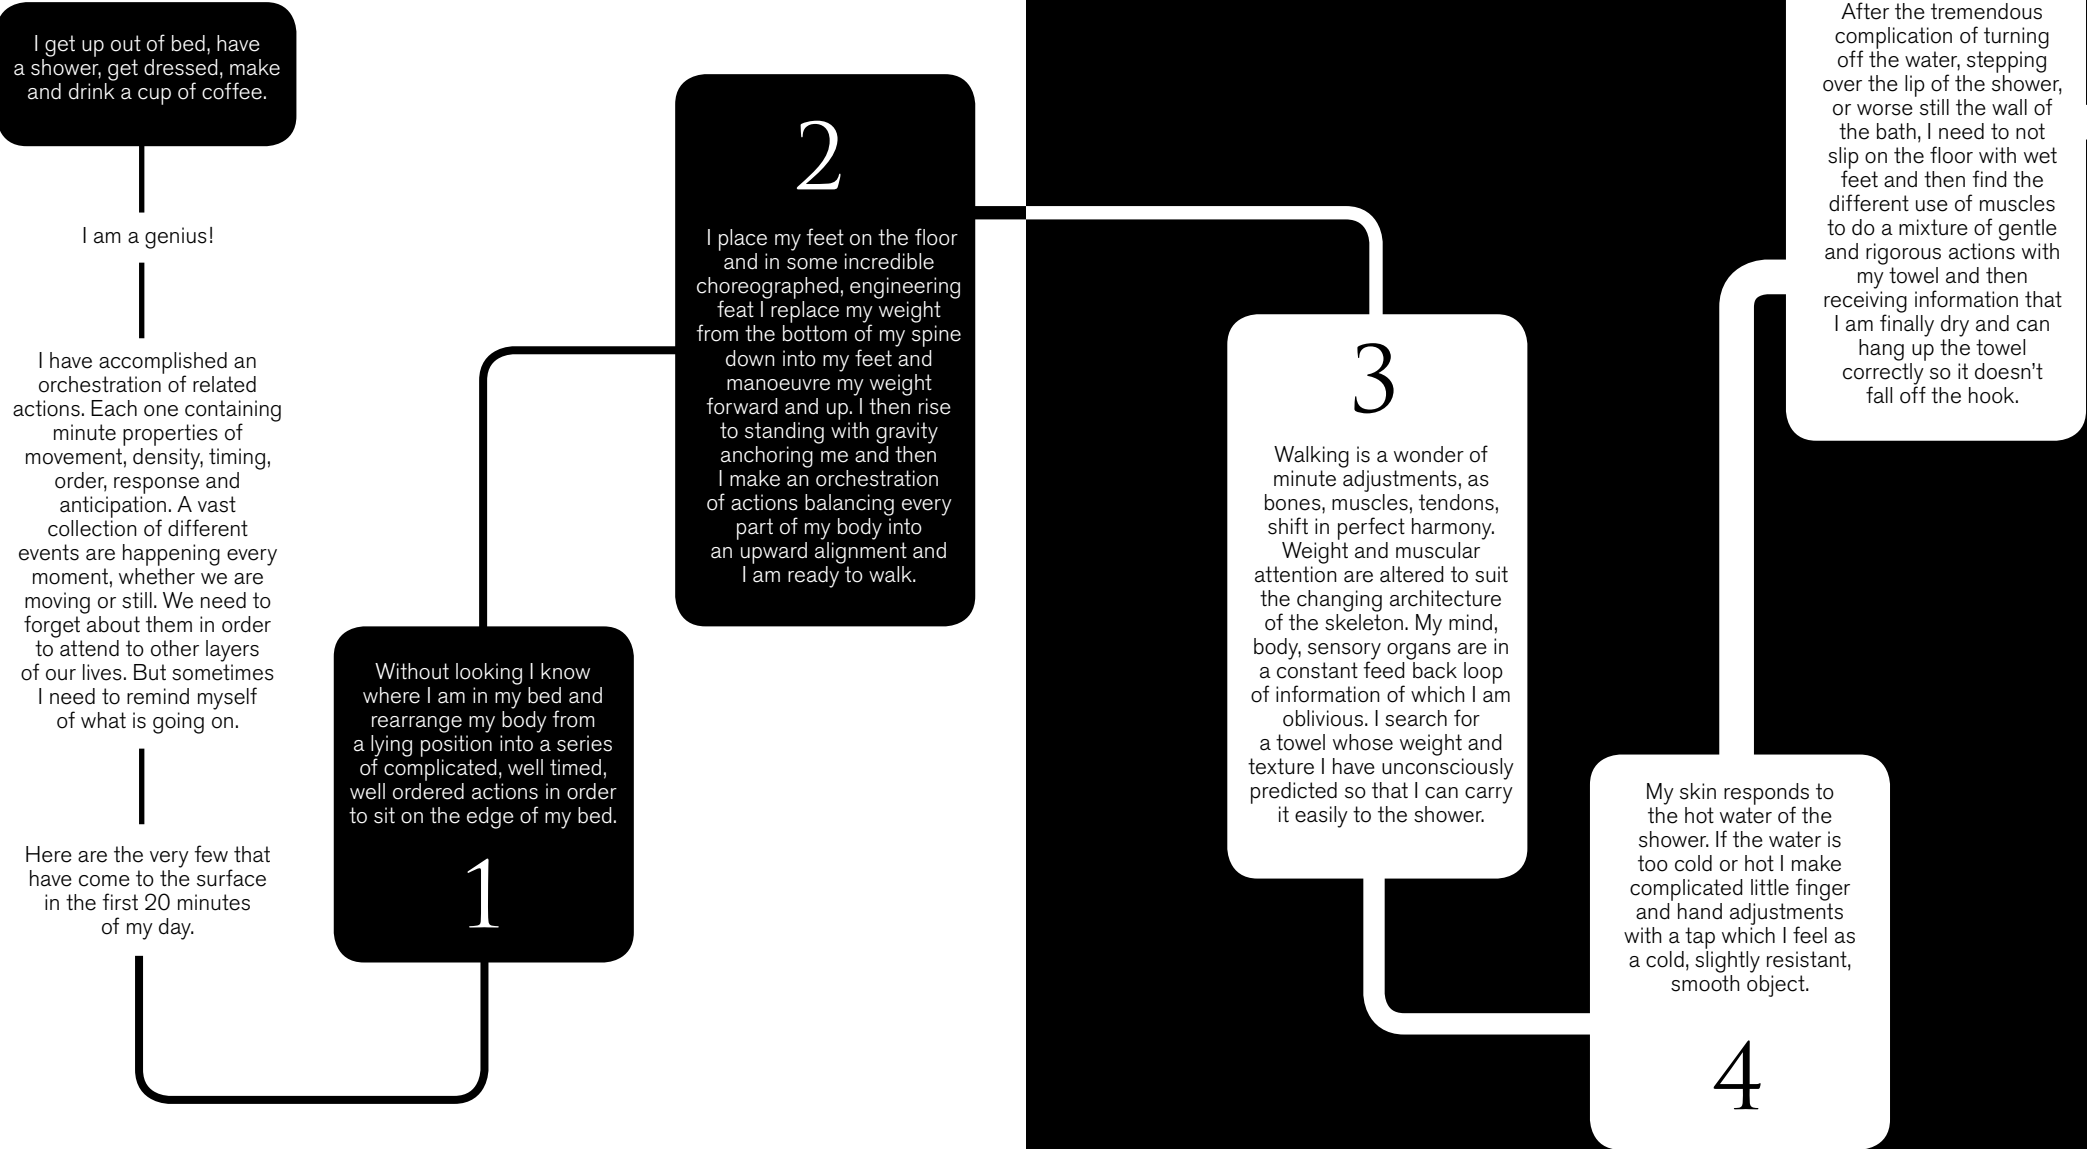 I get up out of bed, have
a shower, get dressed, make
and drink a cup of coffee.
I am a genius!
I have accomplished an
orchestration of related
actions. Each one containing
minute properties of
movement, density, timing,
order, response and
anticipation. A vast
collection of different
events are happening every
moment, whether we are
moving or still. We need to
forget about them in order
to attend to other layers
of our lives. But sometimes
I need to remind myself
of what is going on.
Here are the very few that
have come to the surface
in the first 20 minutes
of my day.
Without looking I know
where I am in my bed and
rearrange my body from
a lying position into a series
of complicated, well timed,
well ordered actions in order
to sit on the edge of my bed.
1
2
I place my feet on the floor
and in some incredible
choreographed, engineering
feat I replace my weight
from the bottom of my spine
down into my feet and
manoeuvre my weight
forward and up. I then rise
to standing with gravity
anchoring me and then
I make an orchestration
of actions balancing every
part of my body into
an upward alignment and
I am ready to walk.
3
Walking is a wonder of
minute adjustments, as
bones, muscles, tendons,
shift in perfect harmony.
Weight and muscular
attention are altered to suit
the changing architecture
of the skeleton. My mind,
body, sensory organs are in
a constant feed back loop
of information of which I am
oblivious. I search for
a towel whose weight and
texture I have unconsciously
predicted so that I can carry
it easily to the shower.
My skin responds to
the hot water of the
shower. If the water is
too cold or hot I make
complicated little finger
and hand adjustments
with a tap which I feel as
a cold, slightly resistant,
smooth object.
4
After the tremendous
complication of turning
off the water, stepping
over the lip of the shower,
or worse still the wall of
the bath, I need to not
slip on the floor with wet
feet and then find the
different use of muscles
to do a mixture of gentle
and rigorous actions with
my towel and then
receiving information that
I am finally dry and can
hang up the towel
correctly so it doesn't
fall off the hook.